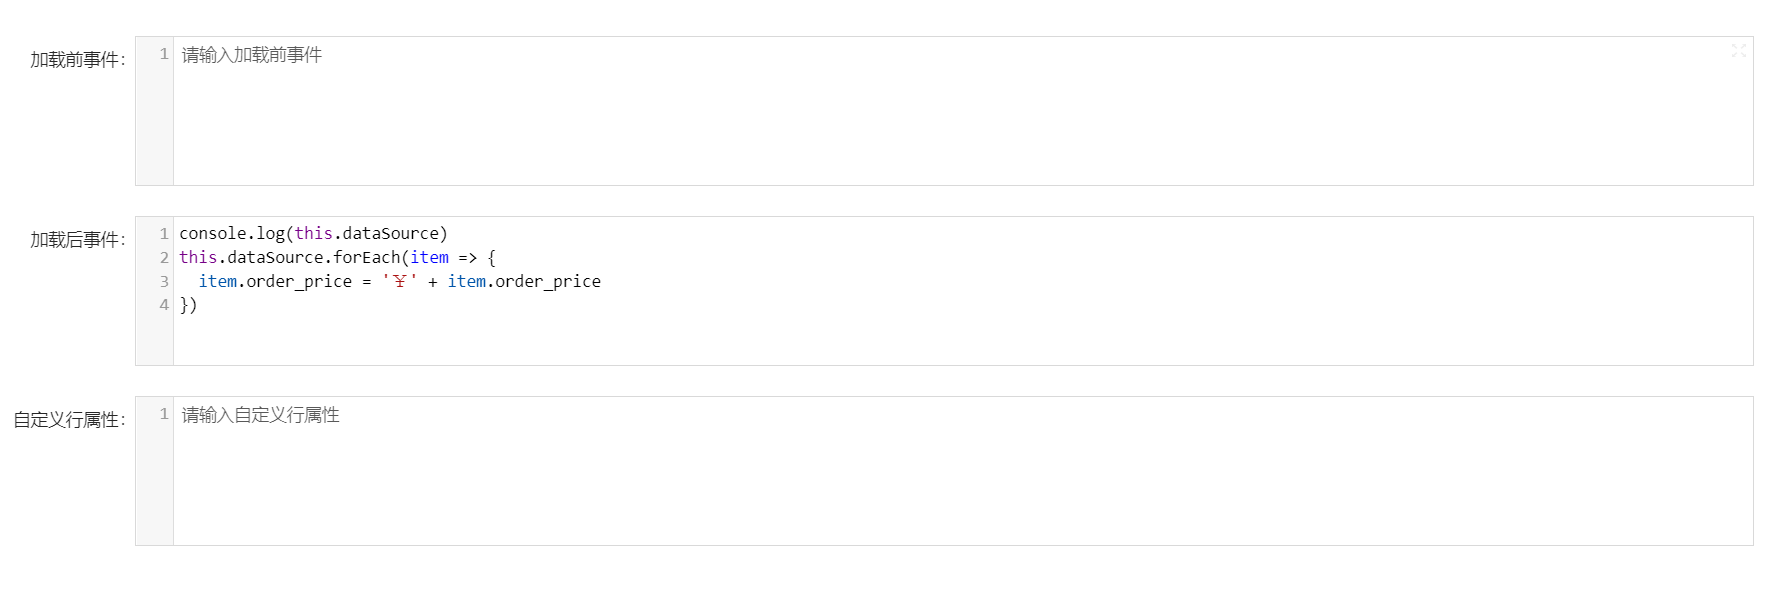 加载前事件：
1 请输入加载前事件
加载后事件：
1 console.log(this.dataSource)
2 this.dataSource.forEach(item => {
3   item.order_price = '￥' + item.order_price
4 })
自定义行属性：
1 请输入自定义行属性